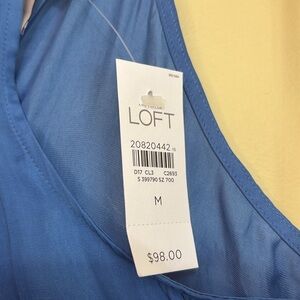 LOFT
20820442
D17 CL3 C2693
S 399790 SZ 700
M
$98.00